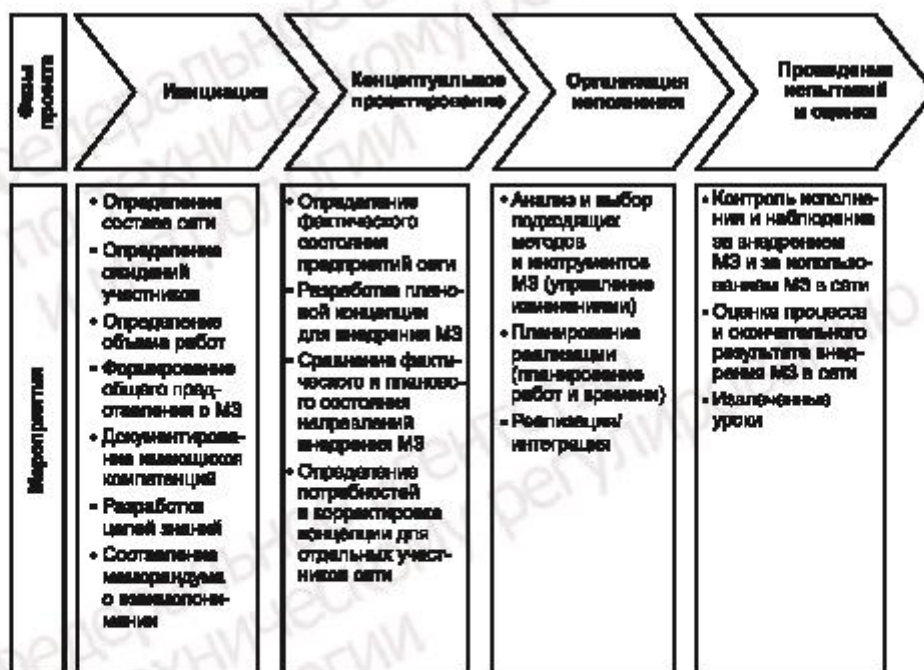 Фазы
проекта
Инициация
Концептуальное
проектирование
Организация
исполнения
Проведение
испытаний
и оценка
Мероприятия
• Определение
состава сети
• Определение
ожиданий
участников
• Определение
объема работ
• Формирование
общего пред-
ставления о МЗ
• Документирова-
ние имеющихся
компетенций
• Разработка
целей знаний
• Составление
меморандума
о взаимопони-
мании
• Определение
фактического
состояния
предприятий сети
• Разработка плано-
вой концепции
для внедрения МЗ
• Сравнение факти-
ческого и планово-
го состояния
направлений
внедрения МЗ
• Определение
потребностей
и корректировка
концепции для
отдельных участ-
ников сети
• Анализ и выбор
подходящих
методов
и инструментов
МЗ (управление
изменениями)
• Планирование
реализации
(планирование
работ и времени)
• Реализация/
интеграция
• Контроль исполне-
ния и наблюдение
за внедрением
МЗ и за использо-
ванием МЗ в сети
• Оценка процесса
и окончательного
результата внед-
рения МЗ в сети
• Извлеченные
уроки